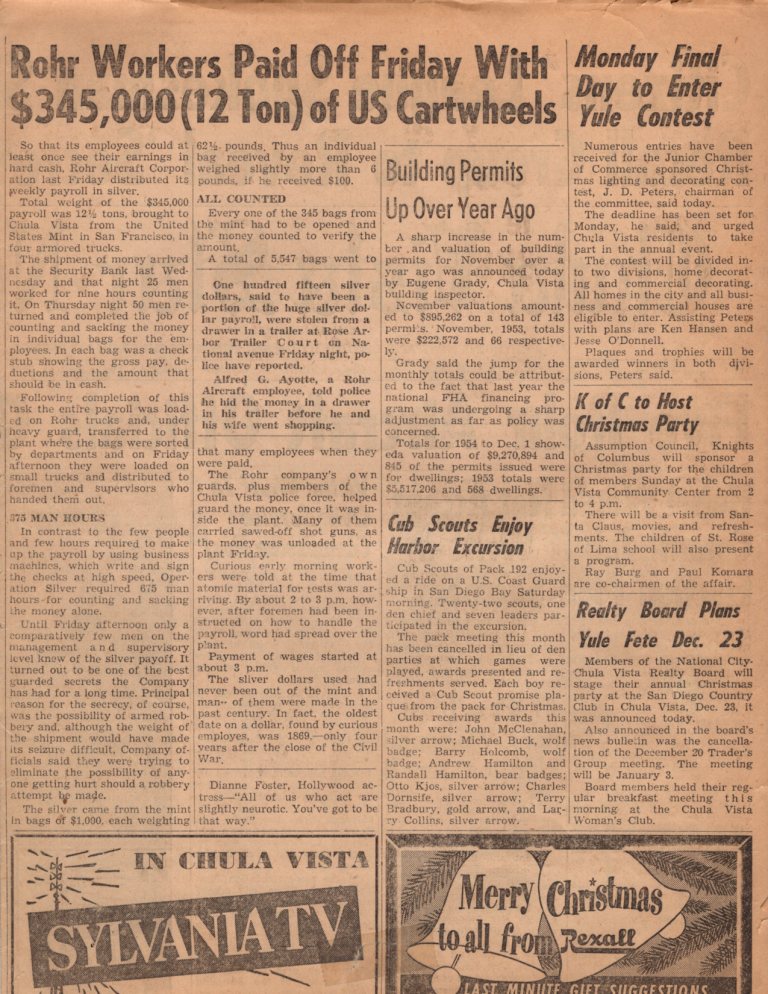 Rohr Workers Paid Off Friday With
$345,000 (12 Ton) of US Cartwheels
So that its employees could at
least once see their earnings in
hard cash, Rohr Aircraft Corpor-
ation last Friday distributed its
weekly payroll in silver.
Total weight of the $345,000
payroll was 12½ tons, brought to
Chula Vista from the United
States Mint in San Francisco, in
four armored trucks.
The shipment of money arrived
at the Security Bank last Wed-
nesday and that night 25 men
worked for nine hours counting
it. On Thursday night 50 men re-
turned and completed the job of
counting and sacking the money
in individual bags for the em-
ployees. In each bag was a check
stub showing the gross pay, de-
ductions and the amount that
should be in cash.
Following completion of this
task the entire payroll was load-
ed on Rohr trucks and, under
heavy guard, transferred to the
plant where the bags were sorted
by departments and on Friday
afternoon they were loaded on
small trucks and distributed to
foremen and supervisors who
handed them out.
675 MAN HOURS
In contrast to the few people
and few hours required to make
up the payroll by using business
machines, which write and sign
the checks at high speed, Oper-
ation Silver required 675 man
hours for counting and sacking
the money alone.
Until Friday afternoon only a
comparatively few men on the
management and supervisory
level knew of the silver payoff. It
turned out to be one of the best
guarded secrets the Company
has had for a long time. Principal
reason for the secrecy, of course,
was the possibility of armed rob-
bery and, although the weight of
the shipment would have made
its seizure difficult, Company of-
ficials said they were trying to
eliminate the possibility of any-
one getting hurt should a robbery
attempt be made.
The silver came from the mint
in bags of $1,000, each weighting
62½ pounds. Thus an individual
bag received by an employee
weighed slightly more than 6
pounds, if he received $100.
ALL COUNTED
Every one of the 345 bags from
the mint had to be opened and
the money counted to verify the
amount.
A total of 5,547 bags went to
One hundred fifteen silver
dollars, said to have been a
portion of the huge silver dol-
lar payroll, were stolen from a
drawer in a trailer at Rose Ar-
bor Trailer Court on Na-
tional avenue Friday night, po-
lice have reported.
Alfred G. Ayotte, a Rohr
Aircraft employee, told police
he hid the money in a drawer
in his trailer before he and
his wife went shopping.
that many employees when they
were paid.
The Rohr company's own
guards, plus members of the
Chula Vista police force, helped
guard the money, once it was in-
side the plant. Many of them
carried sawed-off shot guns, as
the money was unloaded at the
plant Friday.
Curious early morning work-
ers were told at the time that
atomic material for tests was ar-
riving. By about 2 to 3 p.m. how-
ever, after foremen had been in-
structed on how to handle the
payroll, word had spread over the
plant.
Payment of wages started at
about 3 p.m.
The silver dollars used had
never been out of the mint and
man- of them were made in the
past century. In fact, the oldest
date on a dollar, found by curious
employes, was 1869,—only four
years after the close of the Civil
War.
Dianne Foster, Hollywood ac-
tress—"All of us who act are
slightly neurotic. You've got to be
that way."
Building Permits
Up Over Year Ago
A sharp increase in the num-
ber and valuation of building
permits for November over a
year ago was announced today
by Eugene Grady, Chula Vista
building inspector.
November valuations amount-
ed to $895,262 on a total of 143
permits. November, 1953, totals
were $222,572 and 66 respective-
ly.
Grady said the jump for the
monthly totals could be attribut-
ed to the fact that last year the
national FHA financing pro-
gram was undergoing a sharp
adjustment as far as policy was
concerned.
Totals for 1954 to Dec. 1 show-
eda valuation of $9,270,894 and
845 of the permits issued were
for dwellings; 1953 totals were
$5,517,206 and 568 dwellings.
Cub Scouts Enjoy
Harbor Excursion
Cub Scouts of Pack 192 enjoy-
ed a ride on a U.S. Coast Guard
ship in San Diego Bay Saturday
morning. Twenty-two scouts, one
den chief and seven leaders par-
ticipated in the excursion.
The pack meeting this month
has been cancelled in lieu of den
parties at which games were
played, awards presented and re-
freshments served. Each boy re-
ceived a Cub Scout promise pla-
que from the pack for Christmas.
Cubs receiving awards this
month were: John McClenahan,
silver arrow; Michael Buck, wolf
badge; Barry Holcomb, wolf
badge; Andrew Hamilton and
Randall Hamilton, bear badges;
Otto Kjos, silver arrow; Charles
Dornsife, silver arrow; Terry
Bradbury, gold arrow, and Lar-
ry Collins, silver arrow.
Monday Final
Day to Enter
Yule Contest
Numerous entries have been
received for the Junior Chamber
of Commerce sponsored Christ-
mas lighting and decorating con-
test, J. D. Peters, chairman of
the committee, said today.
The deadline has been set for
Monday, he said, and urged
Chula Vista residents to take
part in the annual event.
The contest will be divided in-
to two divisions, home decorat-
ing and commercial decorating.
All homes in the city and all busi-
ness and commercial houses are
eligible to enter. Assisting Peters
with plans are Ken Hansen and
Jesse O'Donnell.
Plaques and trophies will be
awarded winners in both divi-
sions, Peters said.
K of C to Host
Christmas Party
Assumption Council, Knights
of Columbus will sponsor a
Christmas party for the children
of members Sunday at the Chula
Vista Community Center from 2
to 4 p.m.
There will be a visit from San-
ta Claus, movies, and refresh-
ments. The children of St. Rose
of Lima school will also present
a program.
Ray Burg and Paul Komara
are co-chairmen of the affair.
Realty Board Plans
Yule Fete Dec. 23
Members of the National City-
Chula Vista Realty Board will
stage their annual Christmas
party at the San Diego Country
Club in Chula Vista, Dec. 23, it
was announced today.
Also announced in the board's
news bulletin was the cancella-
tion of the December 20 Trader's
Group meeting. The meeting
will be January 3.
Board members held their reg-
ular breakfast meeting this
morning at the Chula Vista
Woman's Club.
IN CHULA VISTA
SYLVANIA TV
Merry Christmas
to all from Rexall
LAST MINUTE GIFT SUGGESTIONS